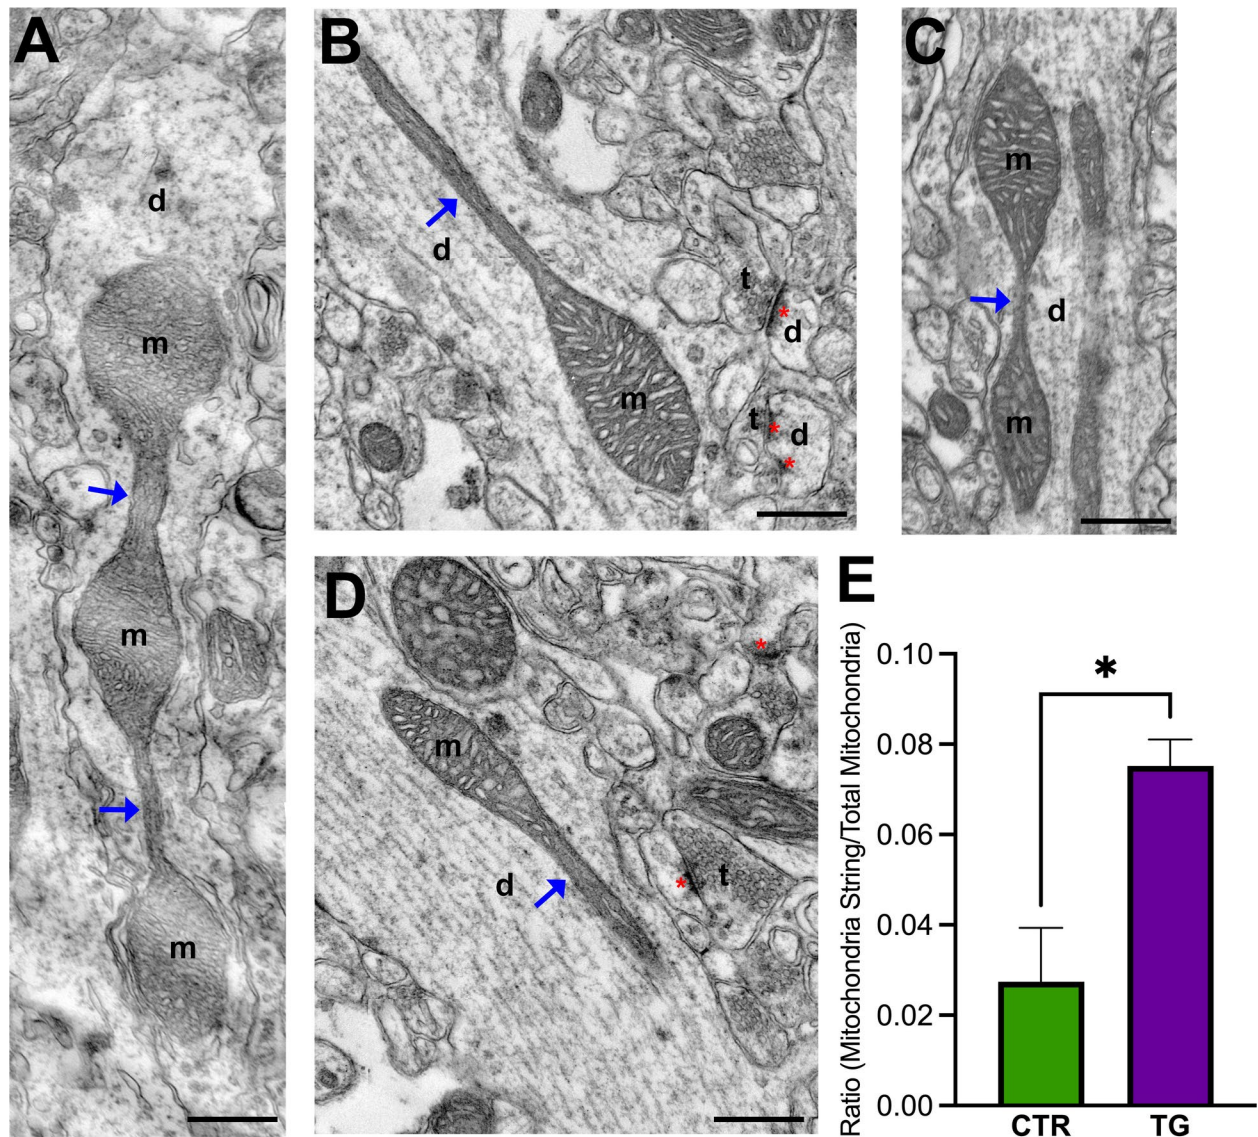 A
d
m
m
m
B
d
t
*
d
m
t
*
d
*
C
m
d
m
D
*
m
d
*
t
E
Ratio (Mitochondria String/Total Mitochondria)
0.10
0.08
0.06
0.04
0.02
0.00
*
CTR
TG